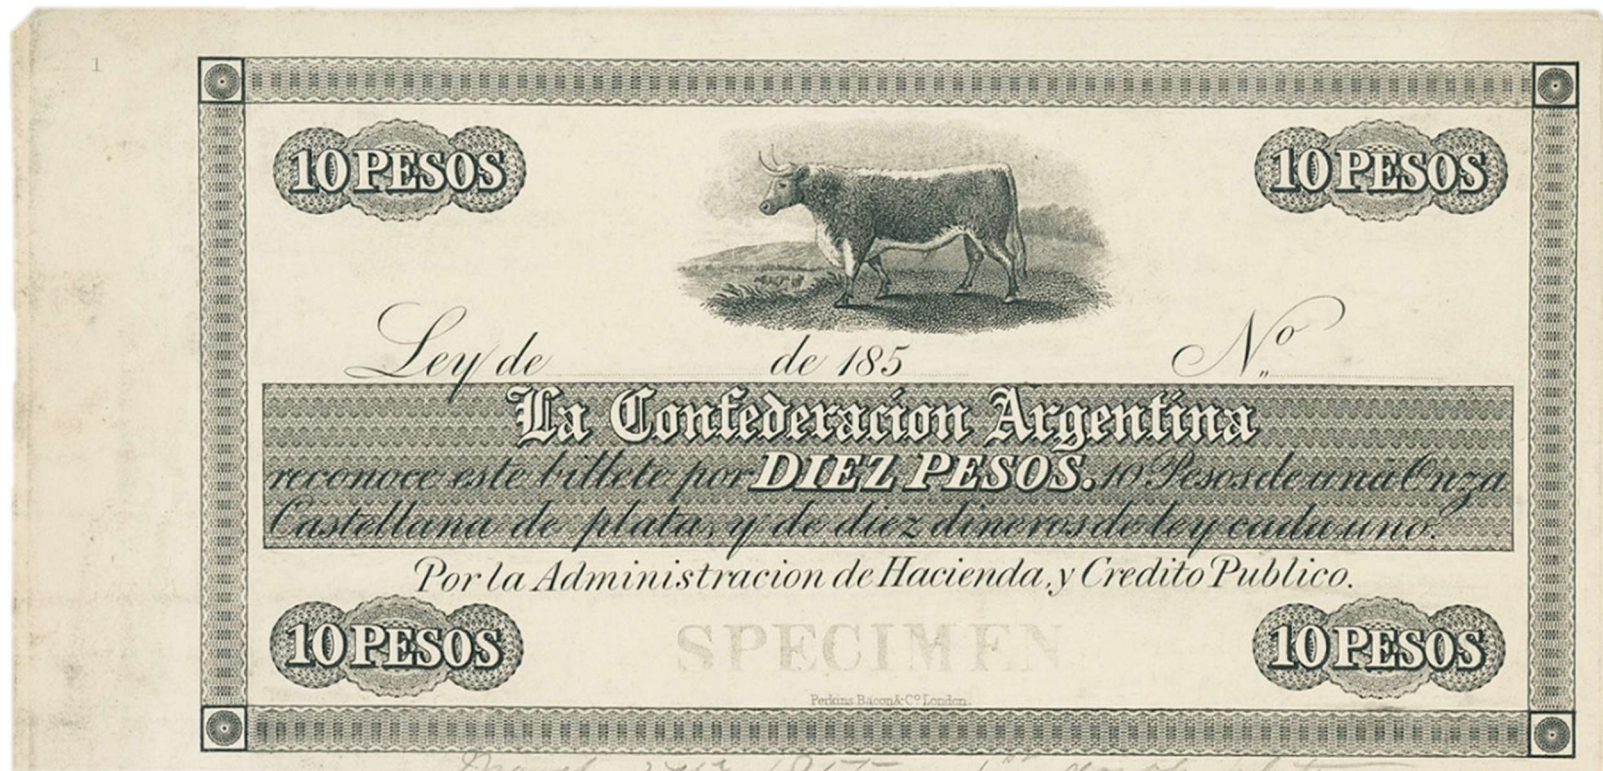 1
10 PESOS 10 PESOS
Ley de de 185 Nº
La Confederacion Argentina
reconoce este billete por DIEZ PESOS. 10 Pesos de una Onza
Castellana de plata, y de diez dineros de ley cada uno.
Por la Administracion de Hacienda, y Credito Publico.
10 PESOS SPECIMEN 10 PESOS
Perkins Bacon & Cº London.